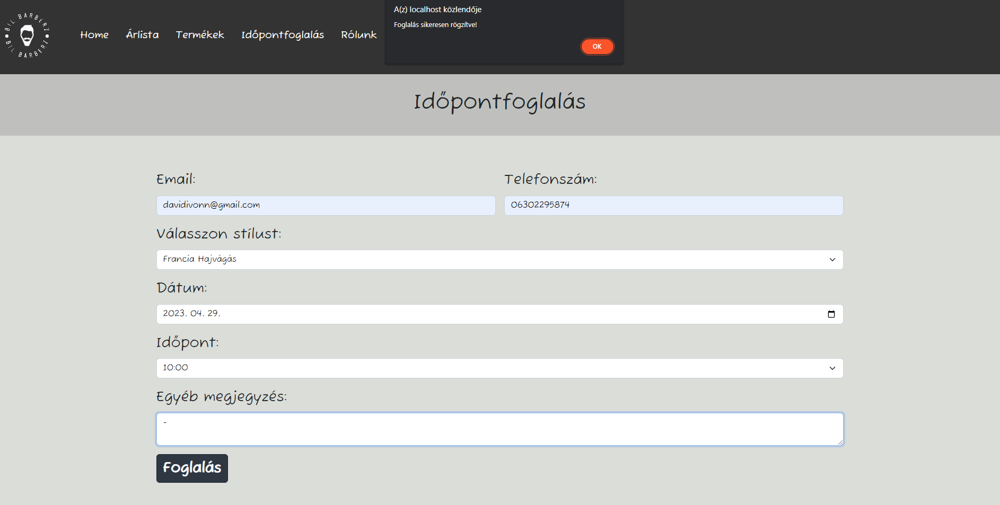 BIL BARBERZ
BIL BARBERZ
Home
Árlista
Termékek
Időpontfoglalás
Rólunk
A(z) localhost közlendője
Foglalás sikeresen rögzítve!
OK
Időpontfoglalás
Email:
Telefonszám:
davidivonn@gmail.com
06302295874
Válasszon stílust:
Francia Hajvágás
Dátum:
2023. 04. 29.
Időpont:
10:00
Egyéb megjegyzés:
-
Foglalás